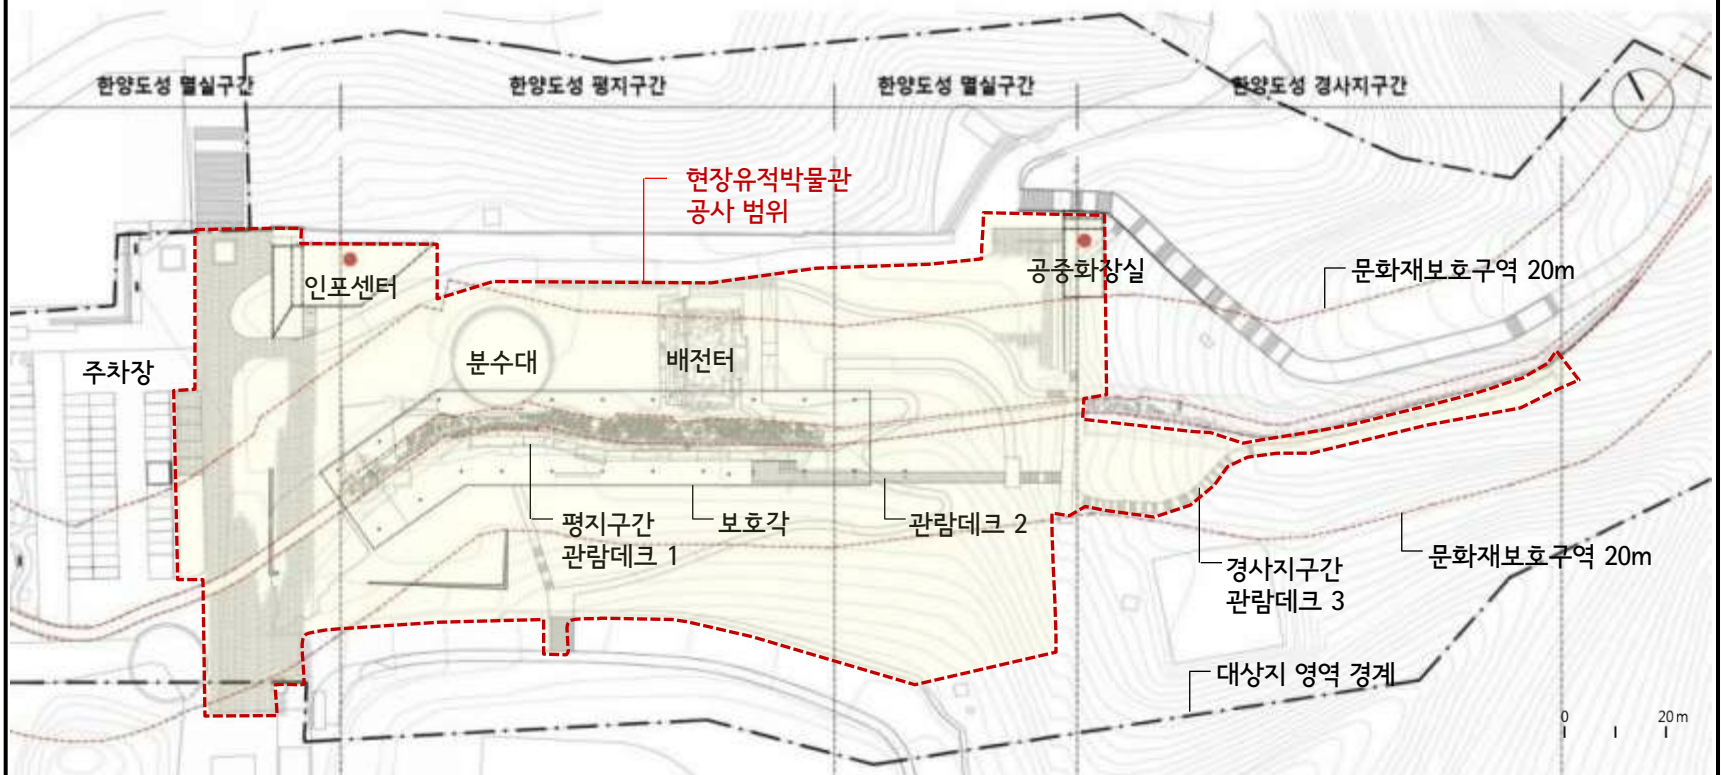 한양도성 멸실구간
한양도성 평지구간
한양도성 멸실구간
한양도성 경사지구간
현장유적박물관
공사 범위
인포센터
공중화장실
문화재보호구역 20m
주차장
분수대
배전터
평지구간
관람데크 1
보호각
관람데크 2
경사지구간
관람데크 3
문화재보호구역 20m
대상지 영역 경계
0
20m